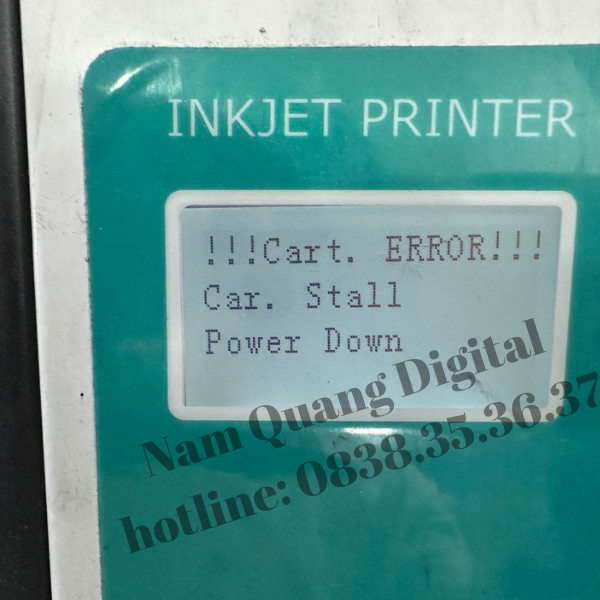 INKJET PRINTER
!!!Cart. ERROR!!!
Car. Stall
Power Down
Nam Quang Digital
hotline: 0838.35.36.37